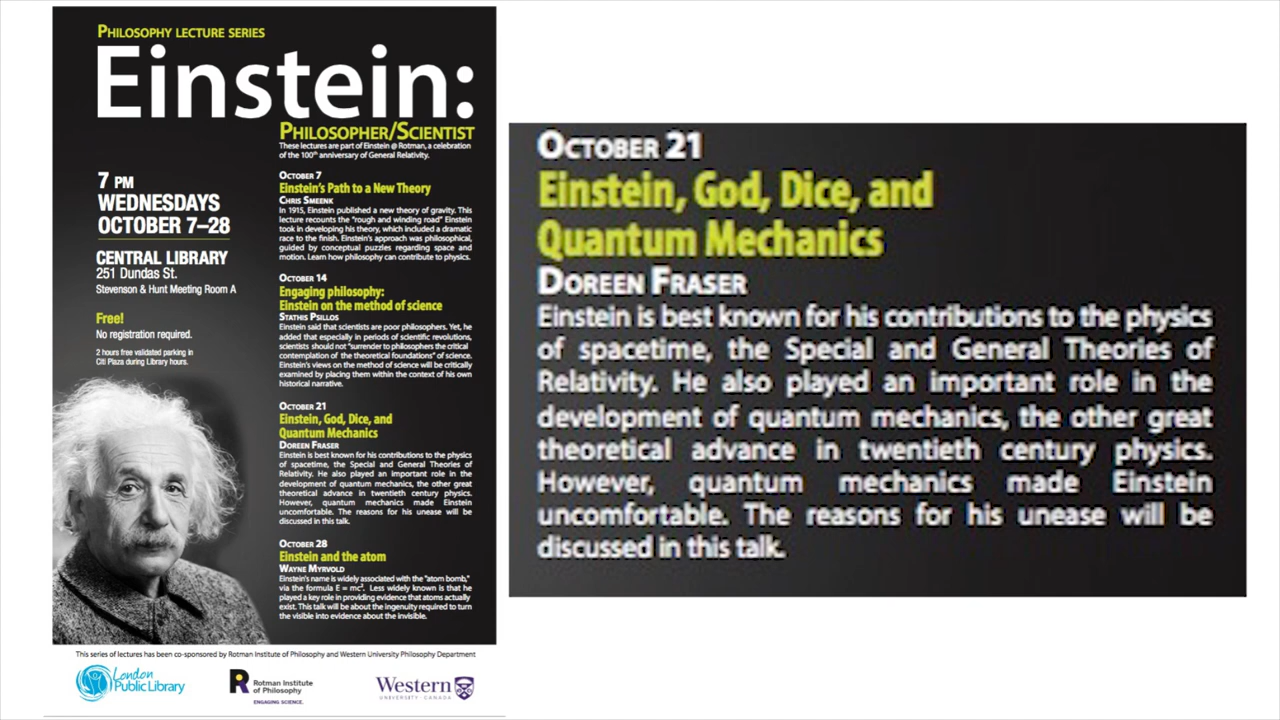 PHILOSOPHY LECTURE SERIES
Einstein:
PHILOSOPHER/SCIENTIST
These lectures are part of Einstein @ Rotman, a celebration
of the 100th anniversary of General Relativity.
7 PM
WEDNESDAYS
OCTOBER 7–28
CENTRAL LIBRARY
251 Dundas St.
Stevenson & Hunt Meeting Room A
Free!
No registration required.
2 hours free validated parking in
Citi Plaza during Library hours.
OCTOBER 7
Einstein's Path to a New Theory
CHRIS SMEENK
In 1915, Einstein published a new theory of gravity. This
lecture recounts the "rough and winding road" Einstein
took in developing his theory, which included a dramatic
race to the finish. Einstein's approach was philosophical,
guided by conceptual puzzles regarding space and
motion. Learn how philosophy can contribute to physics.
OCTOBER 14
Engaging philosophy:
Einstein on the method of science
STATHIS PSILLOS
Einstein said that scientists are poor philosophers. Yet, he
added that especially in periods of scientific revolutions,
scientists should not "surrender to philosophers the critical
contemplation of the theoretical foundations" of science.
Einstein's views on the method of science will be critically
examined by placing them within the context of his own
historical narrative.
OCTOBER 21
Einstein, God, Dice, and
Quantum Mechanics
DOREEN FRASER
Einstein is best known for his contributions to the physics
of spacetime, the Special and General Theories of
Relativity. He also played an important role in the
development of quantum mechanics, the other great
theoretical advance in twentieth century physics.
However, quantum mechanics made Einstein
uncomfortable. The reasons for his unease will be
discussed in this talk.
OCTOBER 28
Einstein and the atom
WAYNE MYRVOLD
Einstein's name is widely associated with the "atom bomb,"
via the formula E = mc². Less widely known is that he
played a key role in providing evidence that atoms actually
exist. This talk will be about the ingenuity required to turn
the visible into evidence about the invisible.
This series of lectures has been co-sponsored by Rotman Institute of Philosophy and Western University Philosophy Department
London
Public Library
Rotman Institute
of Philosophy
ENGAGING SCIENCE.
Western
UNIVERSITY · CANADA
OCTOBER 21
Einstein, God, Dice, and
Quantum Mechanics
DOREEN FRASER
Einstein is best known for his contributions to the physics
of spacetime, the Special and General Theories of
Relativity. He also played an important role in the
development of quantum mechanics, the other great
theoretical advance in twentieth century physics.
However, quantum mechanics made Einstein
uncomfortable. The reasons for his unease will be
discussed in this talk.